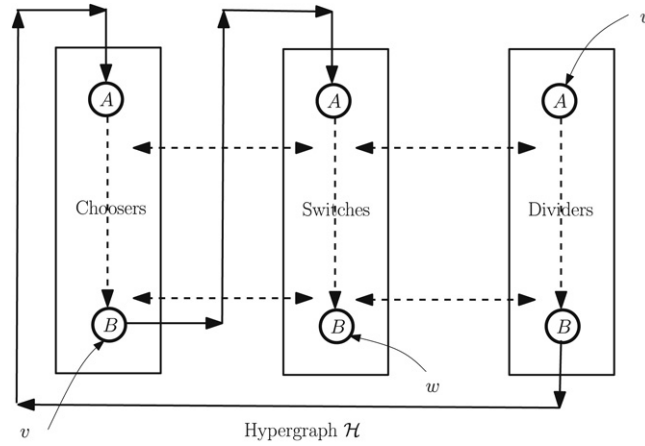 A A A
Choosers Switches Dividers
B B B
w
v
Hypergraph ℋ